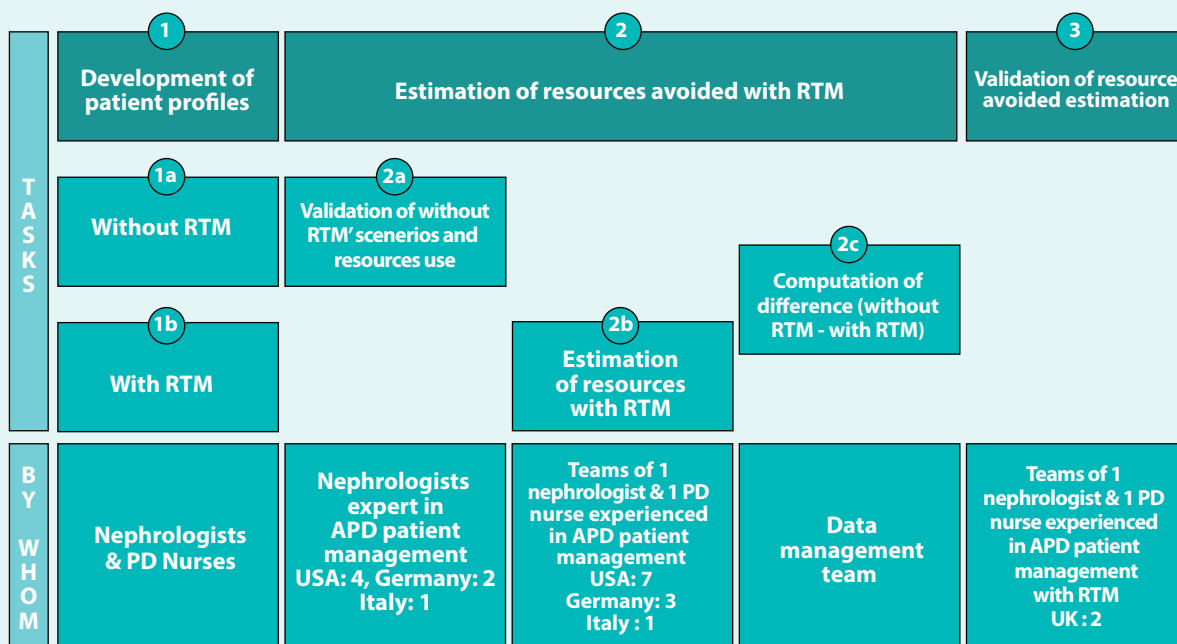 TASKS
1
Development of
patient profiles
2
Estimation of resources avoided with RTM
3
Validation of resource
avoided estimation
1a
Without RTM
2a
Validation of without
RTM’ scenerios and
resources use
2c
Computation of
difference (without
RTM - with RTM)
1b
With RTM
2b
Estimation
of resources
with RTM
BY WHOM
Nephrologists
& PD Nurses
Nephrologists
expert in
APD patient
management
USA: 4, Germany: 2
Italy: 1
Teams of 1
nephrologist & 1 PD
nurse experienced
in APD patient
management
USA: 7
Germany: 3
Italy : 1
Data
management
team
Teams of 1
nephrologist & 1 PD
nurse experienced
in APD patient
management
with RTM
UK : 2